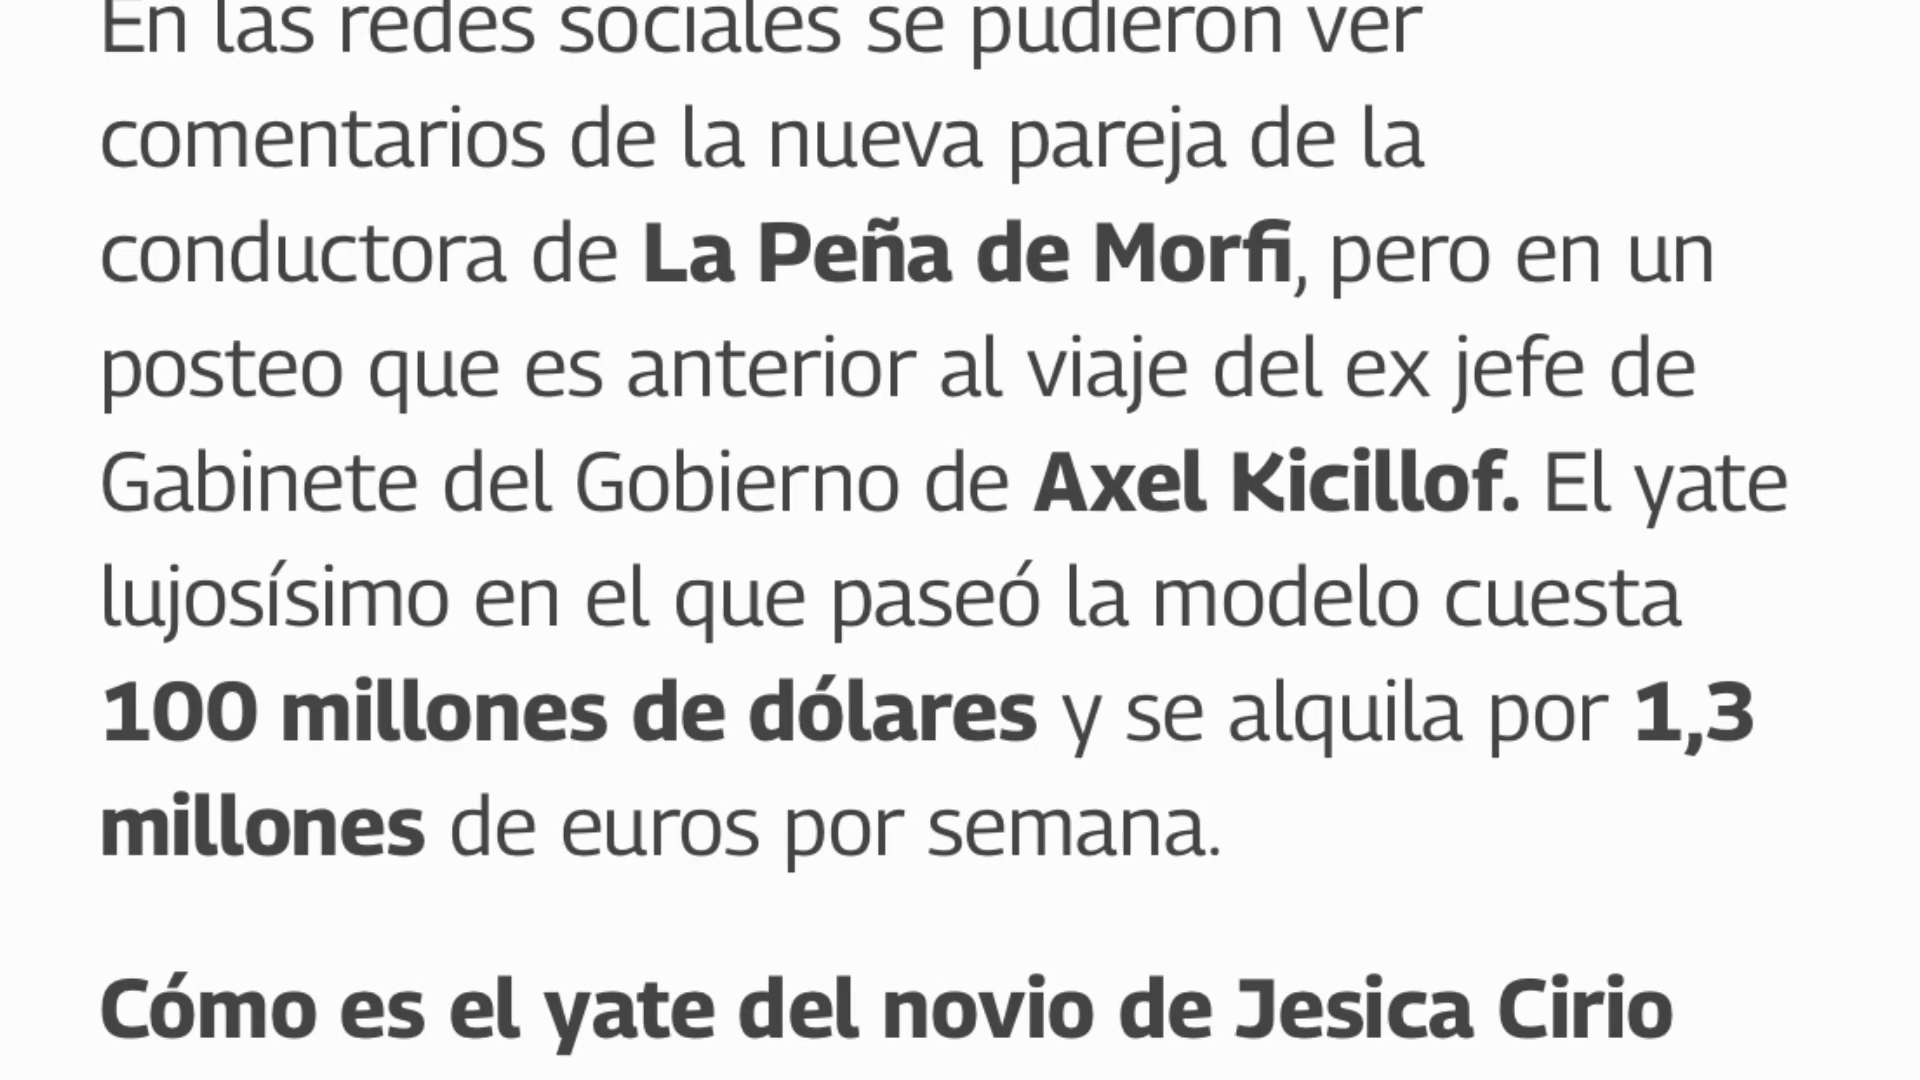 En las redes sociales se pudieron ver
comentarios de la nueva pareja de la
conductora de La Peña de Morfi, pero en un
posteo que es anterior al viaje del ex jefe de
Gabinete del Gobierno de Axel Kicillof. El yate
lujosísimo en el que paseó la modelo cuesta
100 millones de dólares y se alquila por 1,3
millones de euros por semana.
Cómo es el yate del novio de Jesica Cirio